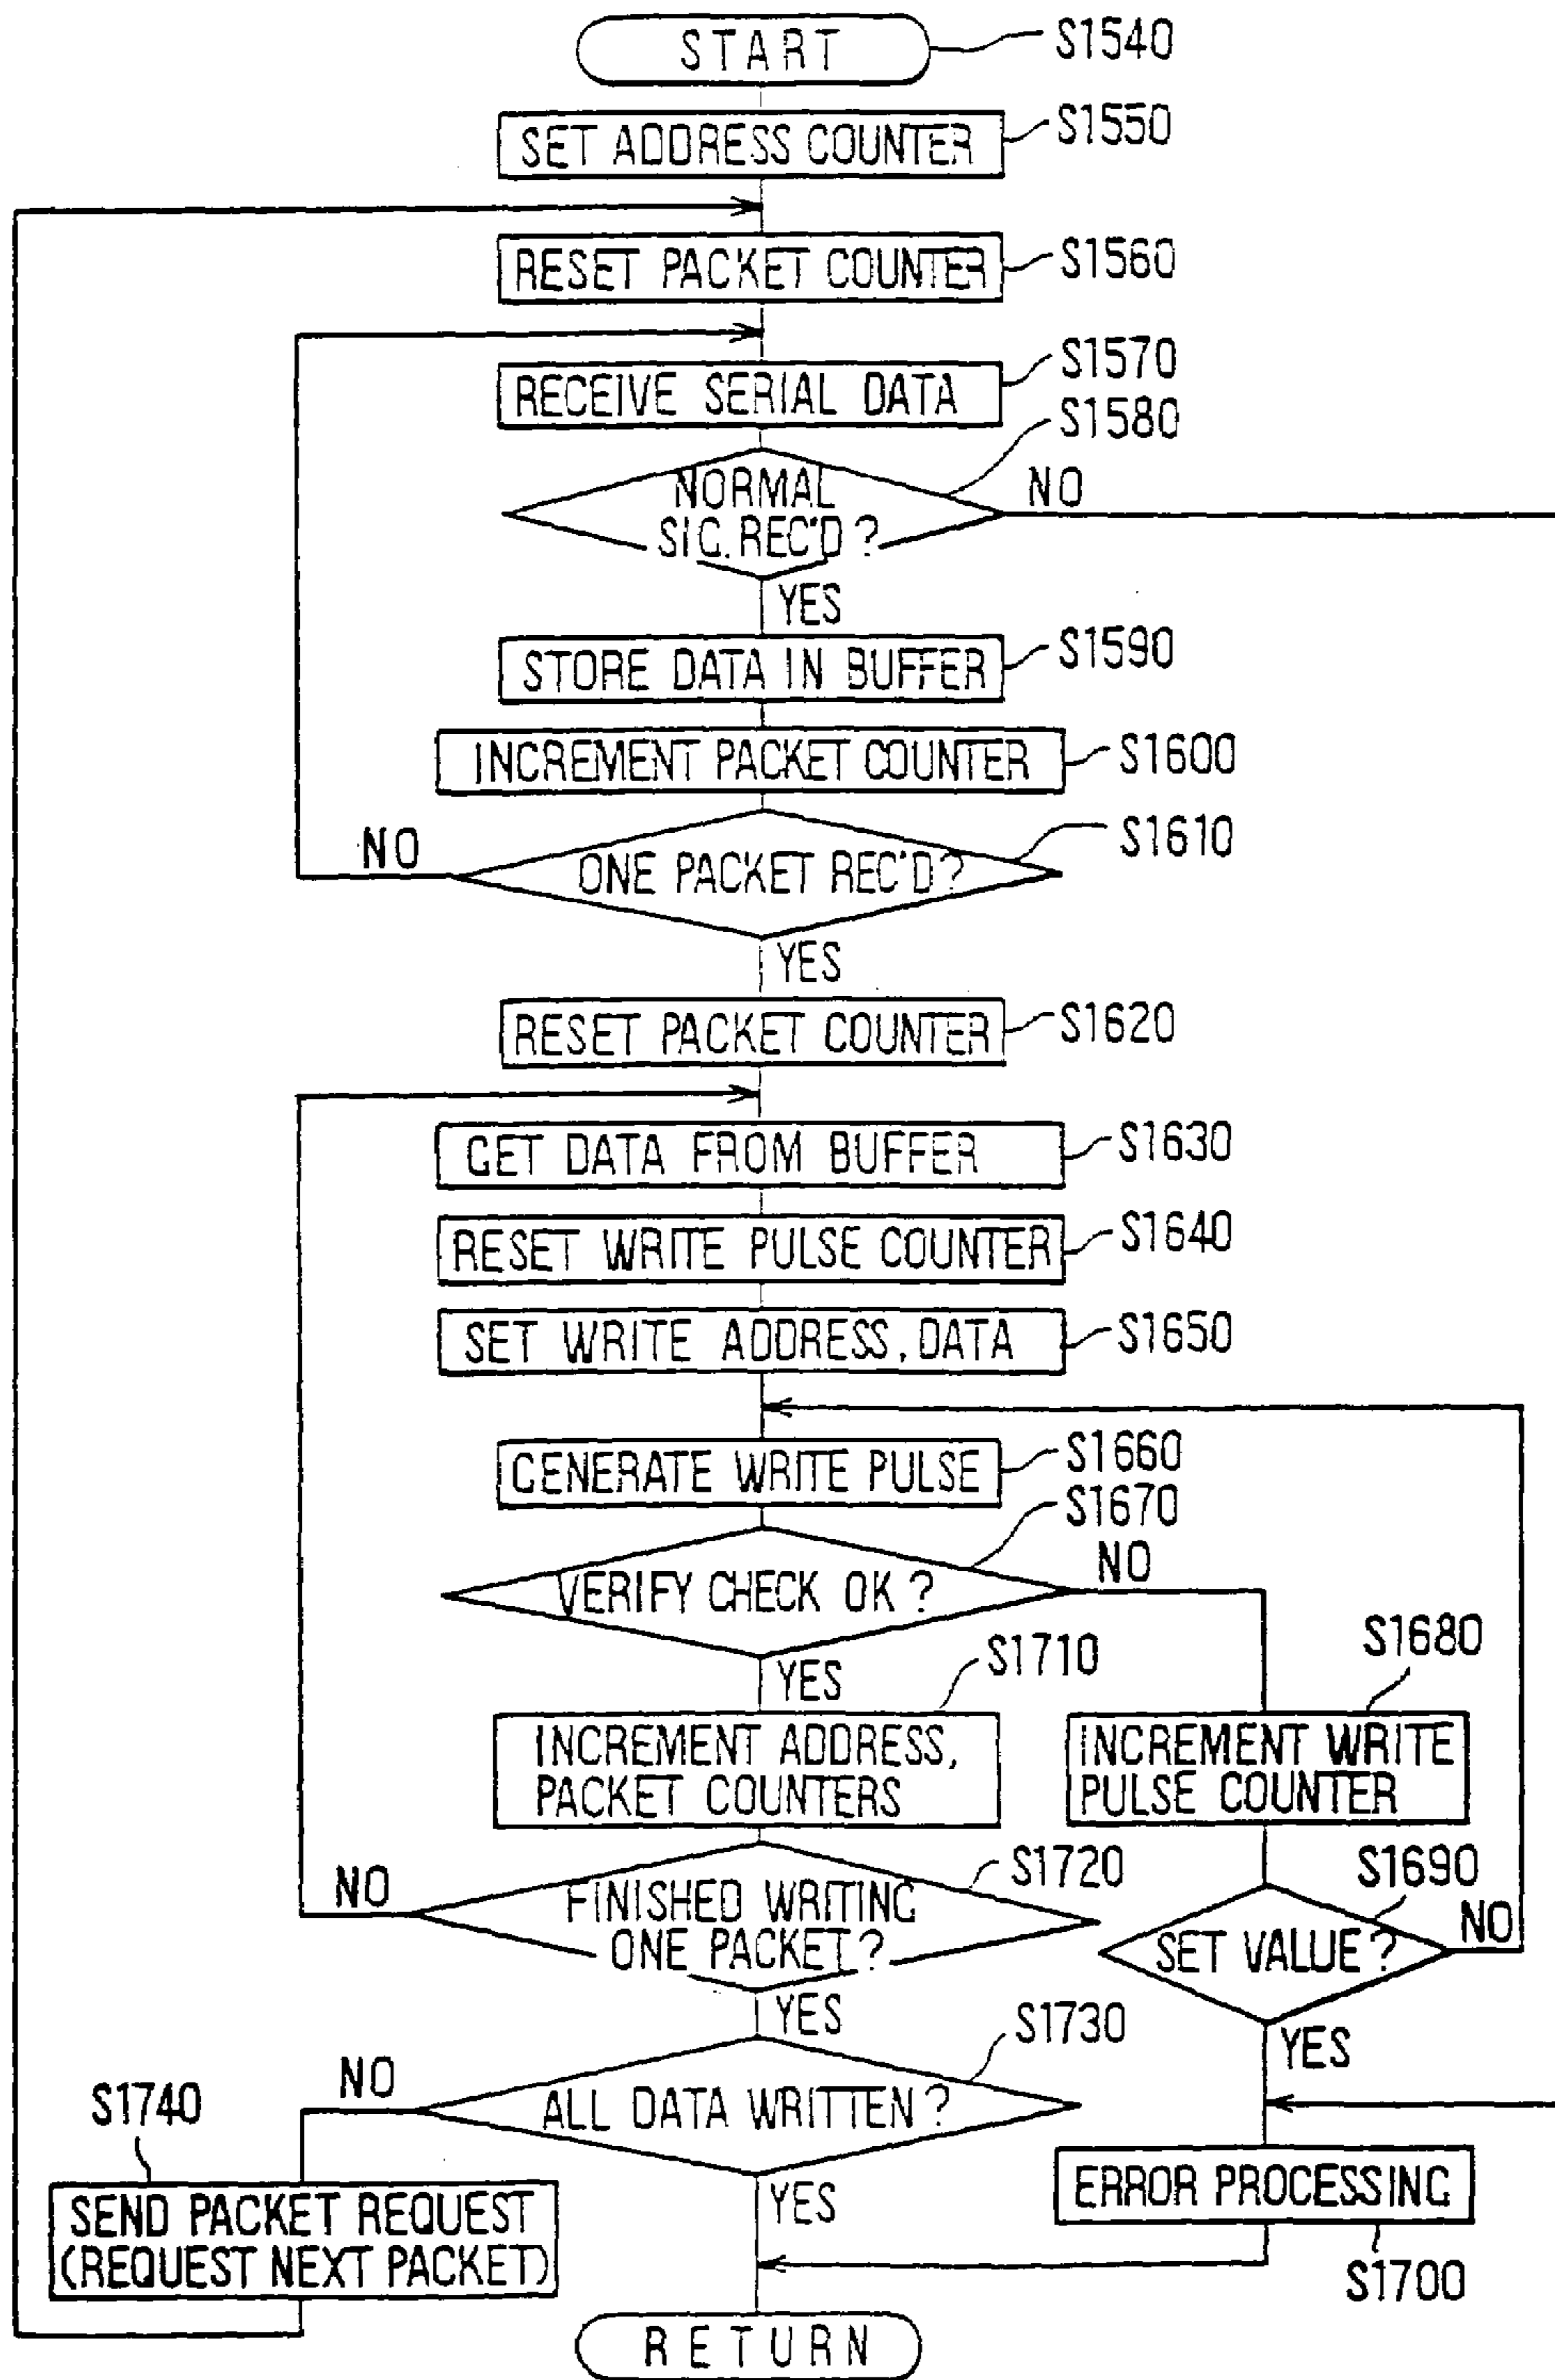 START
S1540
SET ADDRESS COUNTER
S1550
RESET PACKET COUNTER
S1560
RECEIVE SERIAL DATA
S1570
S1580
NORMAL
SIG. REC'D?
NO
YES
STORE DATA IN BUFFER
S1590
INCREMENT PACKET COUNTER
S1600
ONE PACKET REC'D?
S1610
NO
YES
RESET PACKET COUNTER
S1620
GET DATA FROM BUFFER
S1630
RESET WRITE PULSE COUNTER
S1640
SET WRITE ADDRESS, DATA
S1650
GENERATE WRITE PULSE
S1660
S1670
VERIFY CHECK OK?
NO
YES
S1710
S1680
INCREMENT ADDRESS,
PACKET COUNTERS
INCREMENT WRITE
PULSE COUNTER
S1720
S1690
NO
FINISHED WRITING
ONE PACKET?
SET VALUE?
NO
YES
YES
S1730
NO
ALL DATA WRITTEN?
S1740
YES
SEND PACKET REQUEST
(REQUEST NEXT PACKET)
ERROR PROCESSING
S1700
RETURN